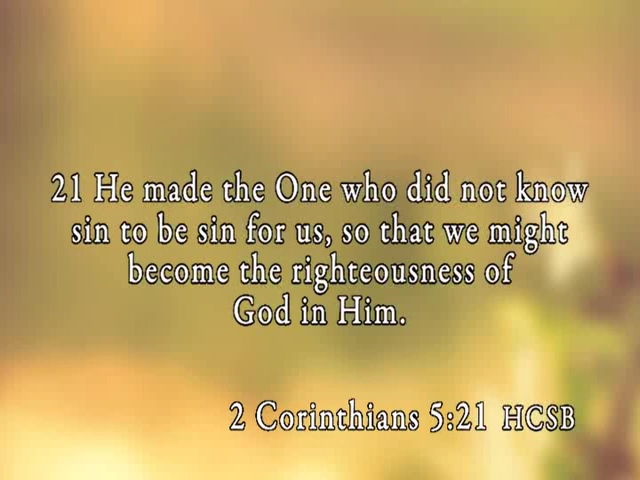 21 He made the One who did not know
sin to be sin for us, so that we might
become the righteousness of
God in Him.
2 Corinthians 5:21 HCSB